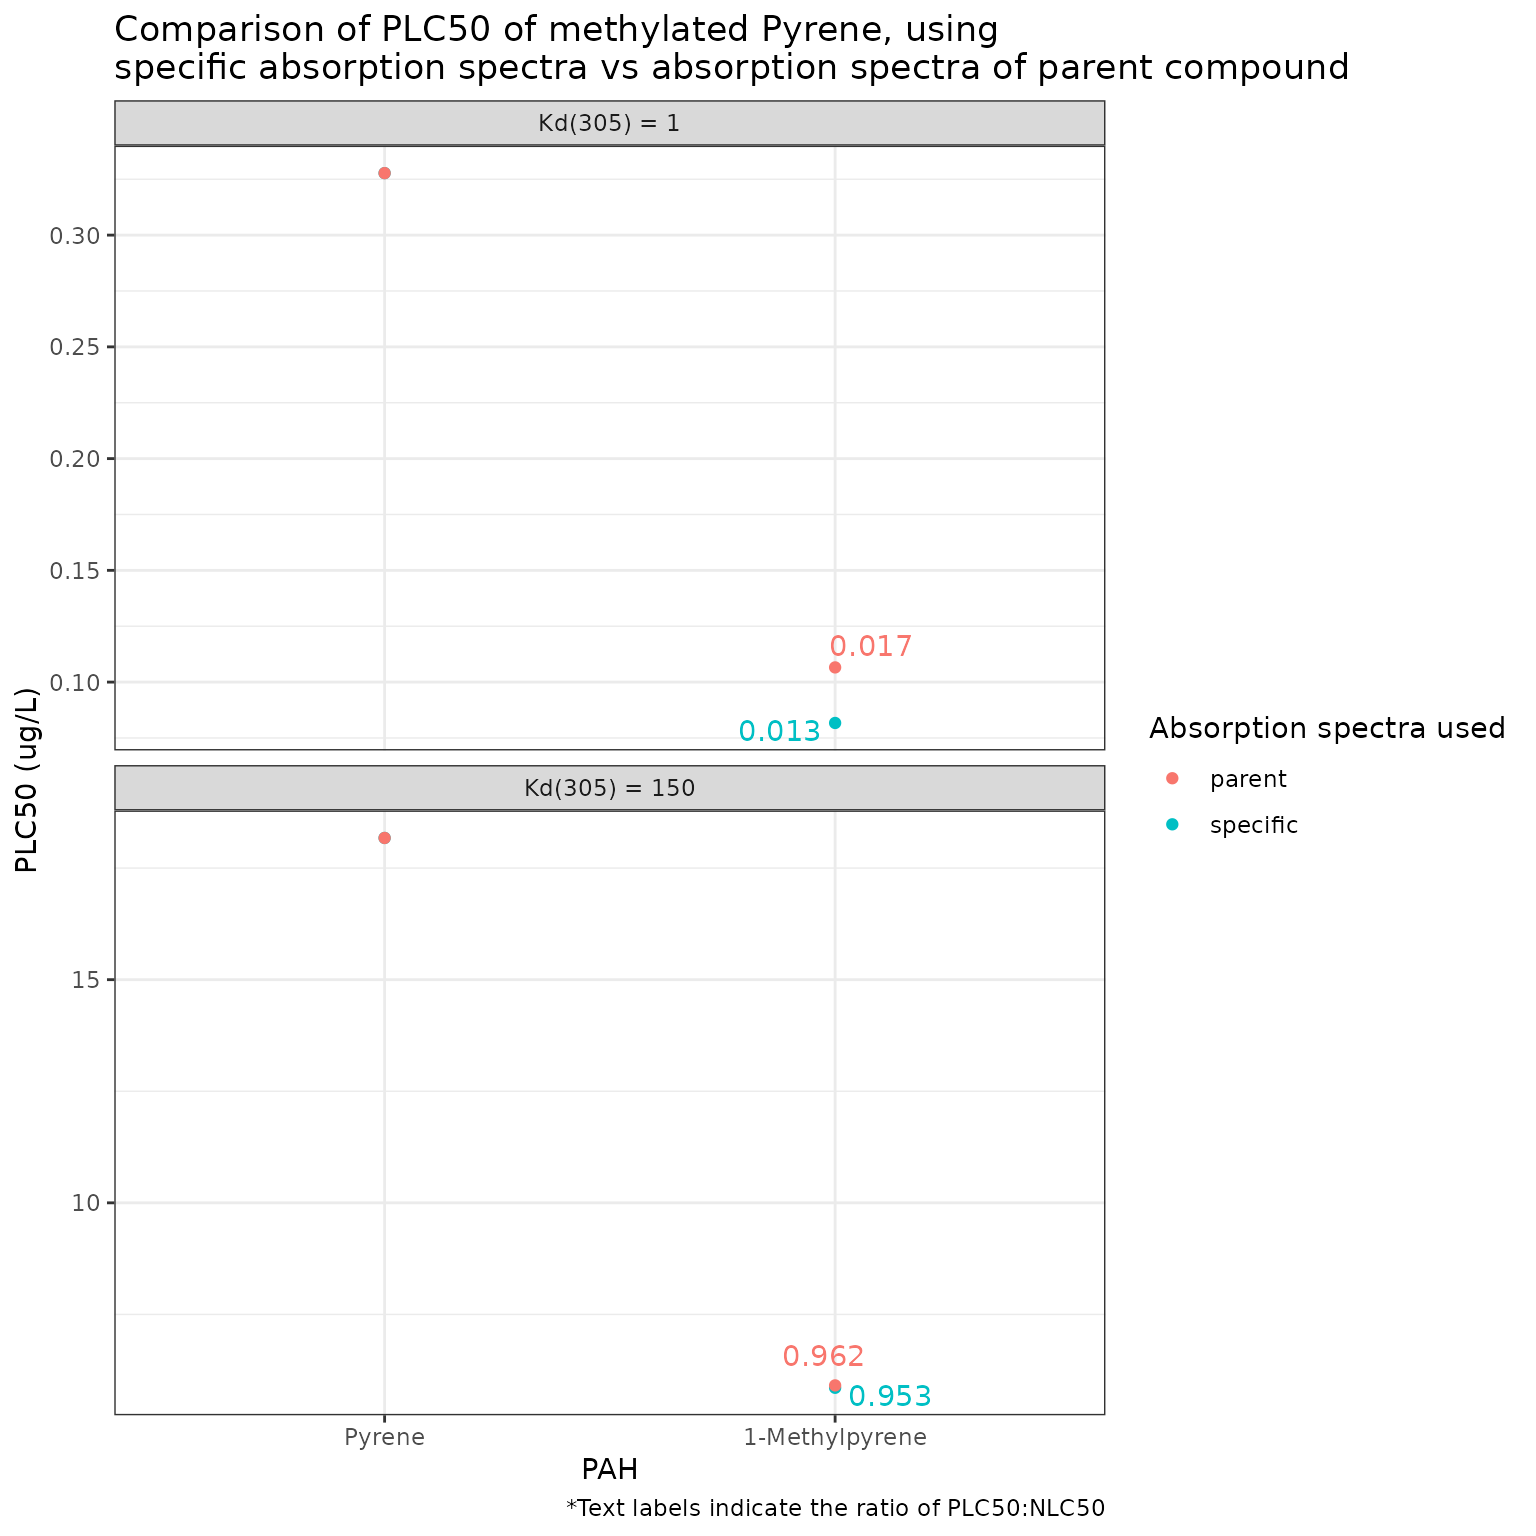 Comparison of PLC50 of methylated Pyrene, using
specific absorption spectra vs absorption spectra of parent compound
Kd(305) = 1
0.30
0.25
0.20
0.15
0.10
0.017
0.013
PLC50 (ug/L)
Kd(305) = 150
15
10
0.962
0.953
Pyrene
1-Methylpyrene
PAH
*Text labels indicate the ratio of PLC50:NLC50
Absorption spectra used
parent
specific